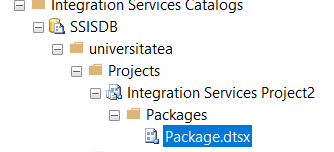 Integration Services Catalogs
SSISDB
universitatea
Projects
Integration Services Project2
Packages
Package.dtsx